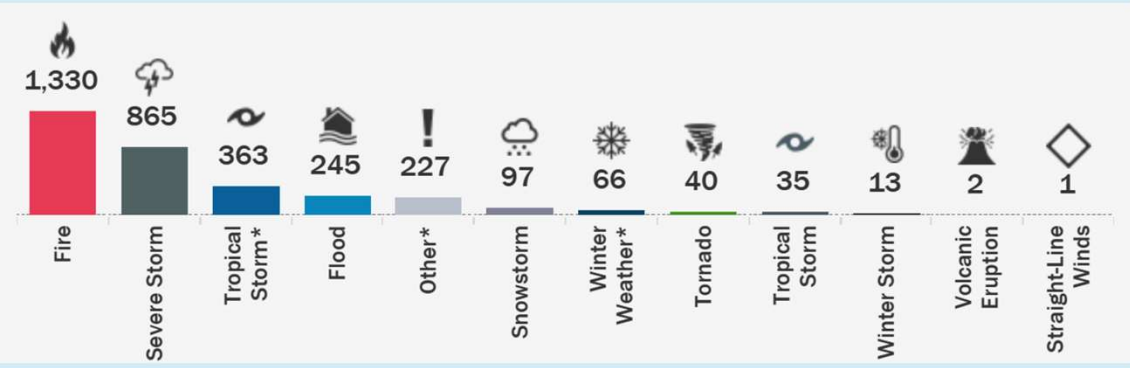 1,330
865
363
245
227
97
66
40
35
13
2
1
Fire
Severe Storm
Tropical
Storm*
Flood
Other*
Snowstorm
Winter
Weather*
Tornado
Tropical
Storm
Winter Storm
Volcanic
Eruption
Straight-Line
Winds